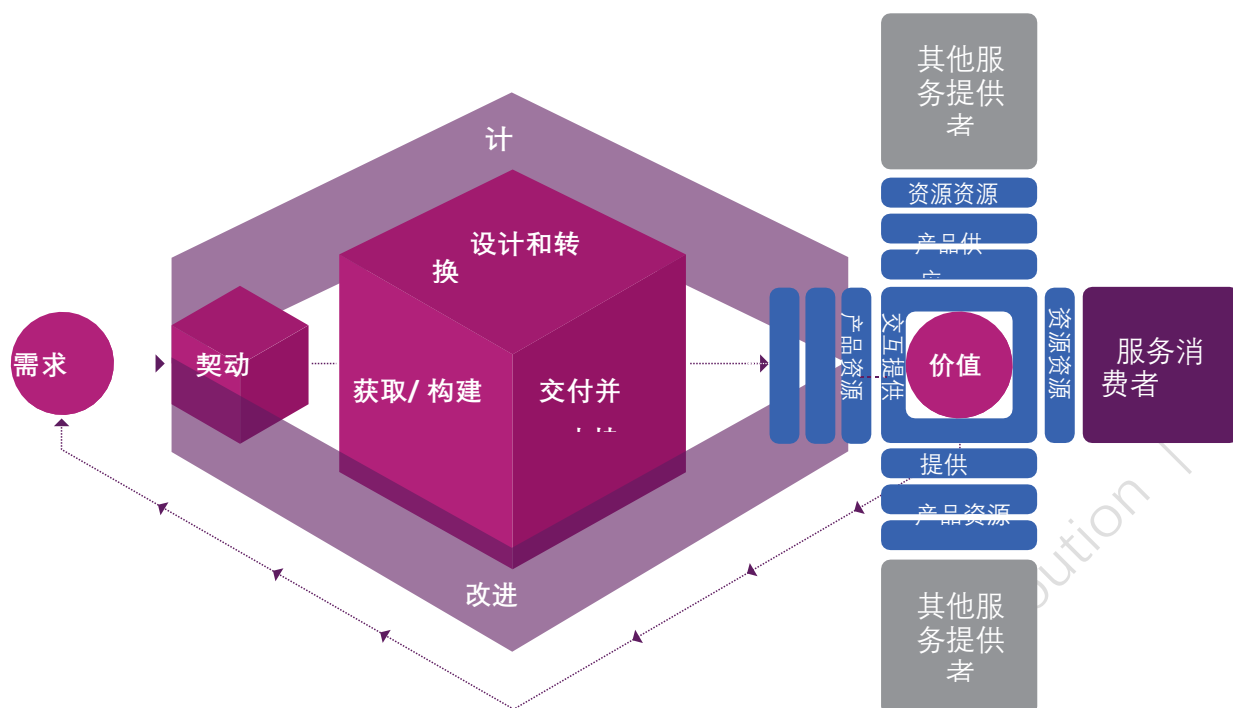 其他服
务提供
者
计
资源资源
设计和转
换
产品供
需求
契动
获取/ 构建
交付并
产品资源
交互提供
价值
资源资源
服务消
费者
提供
产品资源
改进
其他服
务提供
者
bution |